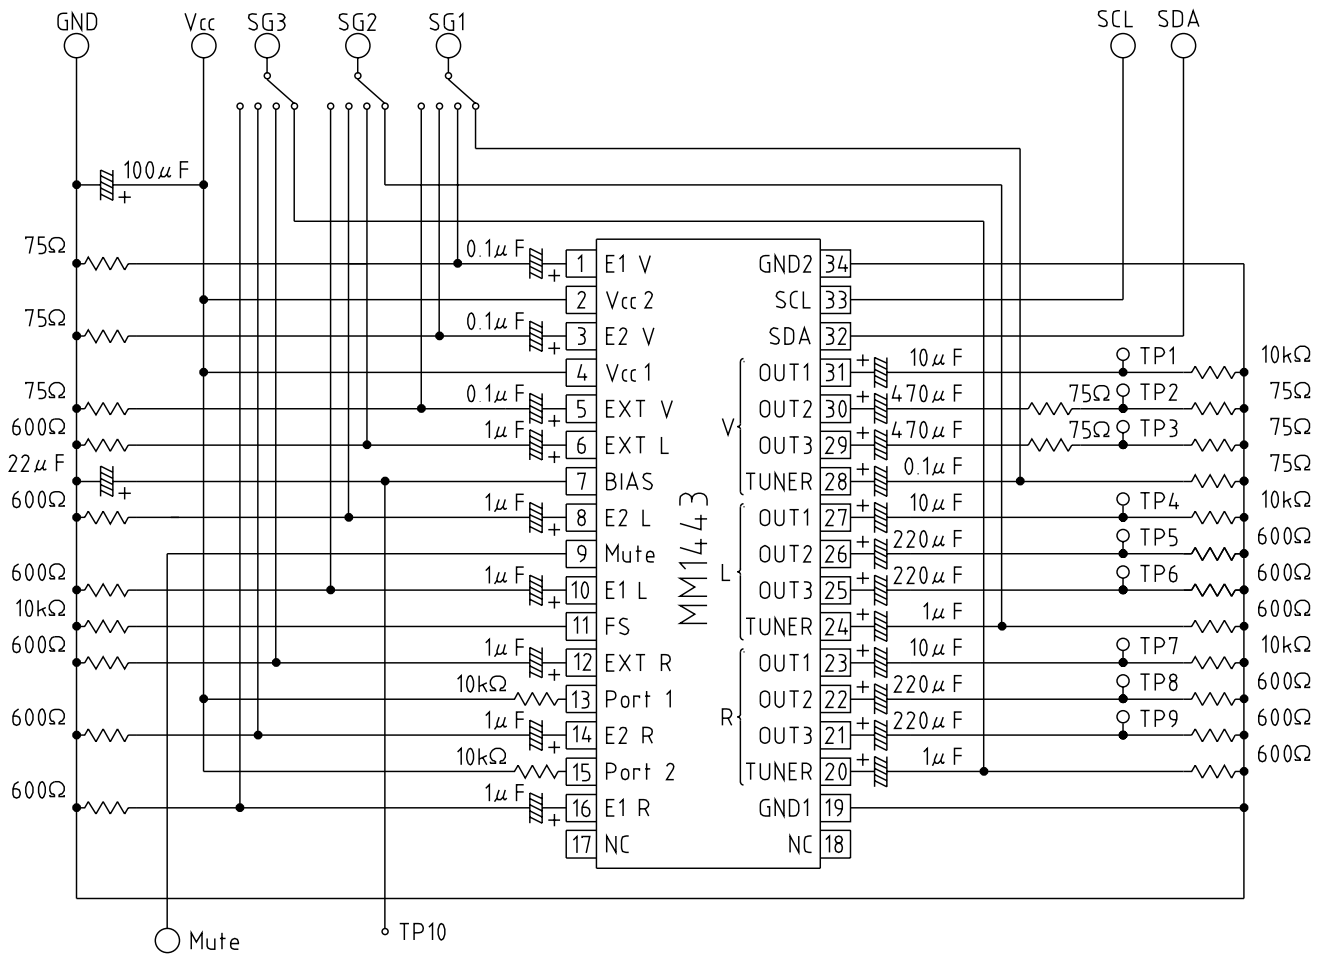 GND Vcc SG3 SG2 SG1 SCL SDA
100μF +
75Ω 0.1μF + 1 E1 V GND2 34
2 Vcc2 SCL 33
75Ω 0.1μF + 3 E2 V SDA 32
4 Vcc1 OUT1 31 + 10μF TP1 10kΩ
75Ω 0.1μF + 5 EXT V OUT2 30 + 470μF 75Ω TP2 75Ω
600Ω 1μF + 6 EXT L V OUT3 29 + 470μF 75Ω TP3 75Ω
22μF + 7 BIAS TUNER 28 + 0.1μF 75Ω
600Ω 1μF + 8 E2 L OUT1 27 + 10μF TP4 10kΩ
9 Mute MM1443 OUT2 26 + 220μF TP5 600Ω
600Ω 1μF + 10 E1 L L OUT3 25 + 220μF TP6 600Ω
10kΩ 11 FS TUNER 24 + 1μF 600Ω
600Ω 1μF + 12 EXT R OUT1 23 + 10μF TP7 10kΩ
10kΩ 13 Port 1 OUT2 22 + 220μF TP8 600Ω
600Ω 1μF + 14 E2 R R OUT3 21 + 220μF TP9 600Ω
10kΩ 15 Port 2 TUNER 20 + 1μF 600Ω
600Ω 1μF + 16 E1 R GND1 19
17 NC NC 18
Mute TP10